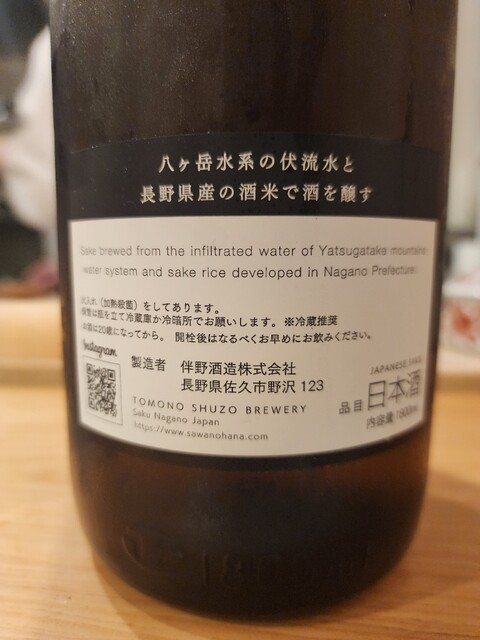 八ヶ岳水系の伏流水と
長野県産の酒米で酒を醸す
Sake brewed from the infiltrated water of Yatsugatake mountains
water system and sake rice developed in Nagano Prefecture.
火入れ（加熱殺菌）をしてあります。
保管は瓶を立て冷蔵庫か冷暗所でお願いします。※冷蔵推奨
お酒は20歳になってから。 開栓後はなるべくお早めにお飲みください。
Instagram
製造者 伴野酒造株式会社
長野県佐久市野沢 123
TOMONO SHUZO BREWERY
Saku Nagano Japan
https://www.sawanohana.com
JAPANESE SAKE
品目 日本酒
内容量 1800ml